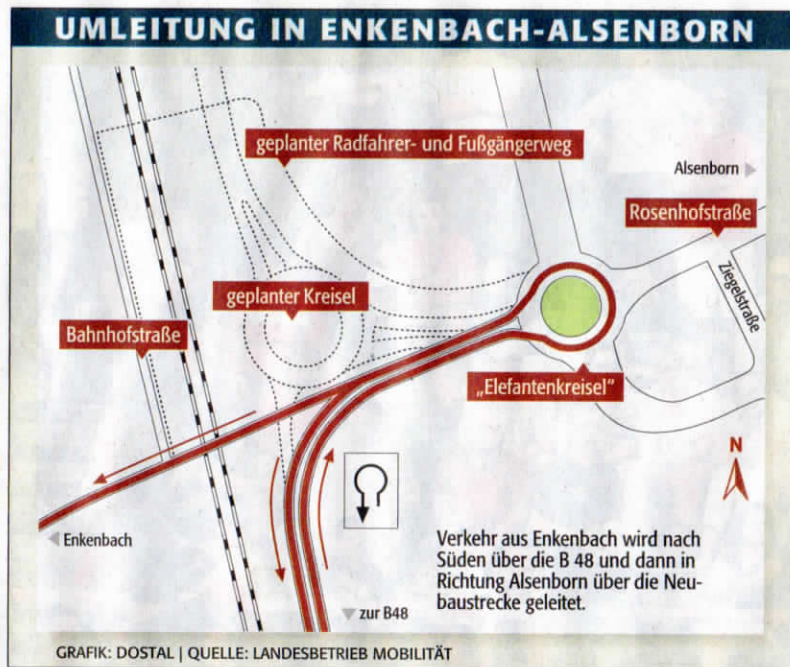 UMLEITUNG IN ENKENBACH-ALSENBORN
geplanter Radfahrer- und Fußgängerweg
Alsenborn
Rosenhofstraße
Ziegelstraße
geplanter Kreisel
Bahnhofstraße
„Elefantenkreisel“
N
Enkenbach
Verkehr aus Enkenbach wird nach
Süden über die B 48 und dann in
Richtung Alsenborn über die Neu-
baustrecke geleitet.
zur B48
GRAFIK: DOSTAL | QUELLE: LANDESBETRIEB MOBILITÄT